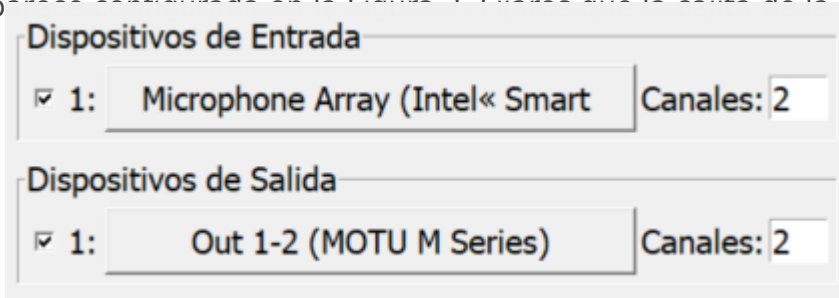 Dispositivos de Entrada
1: Microphone Array (Intel« Smart Canales: 2
Dispositivos de Salida
1: Out 1-2 (MOTU M Series) Canales: 2